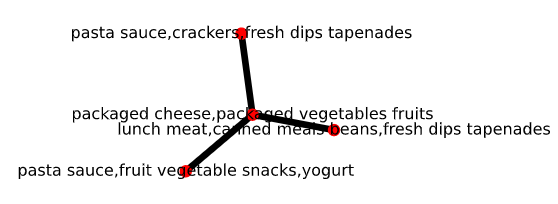 pasta sauce,crackers,fresh dips tapenades
packaged cheese,packaged vegetables fruits
lunch meat,canned meals beans,fresh dips tapenades
pasta sauce,fruit vegetable snacks,yogurt